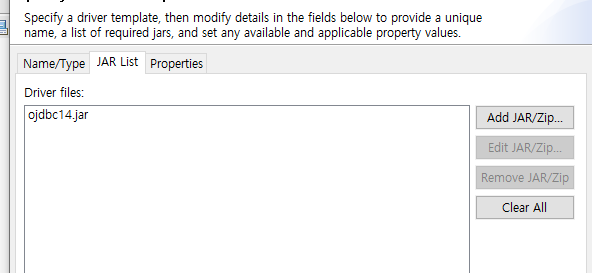 Specify a driver template, then modify details in the fields below to provide a unique
name, a list of required jars, and set any available and applicable property values.
Name/Type JAR List Properties
Driver files:
ojdbc14.jar
Add JAR/Zip...
Edit JAR/Zip...
Remove JAR/Zip
Clear All